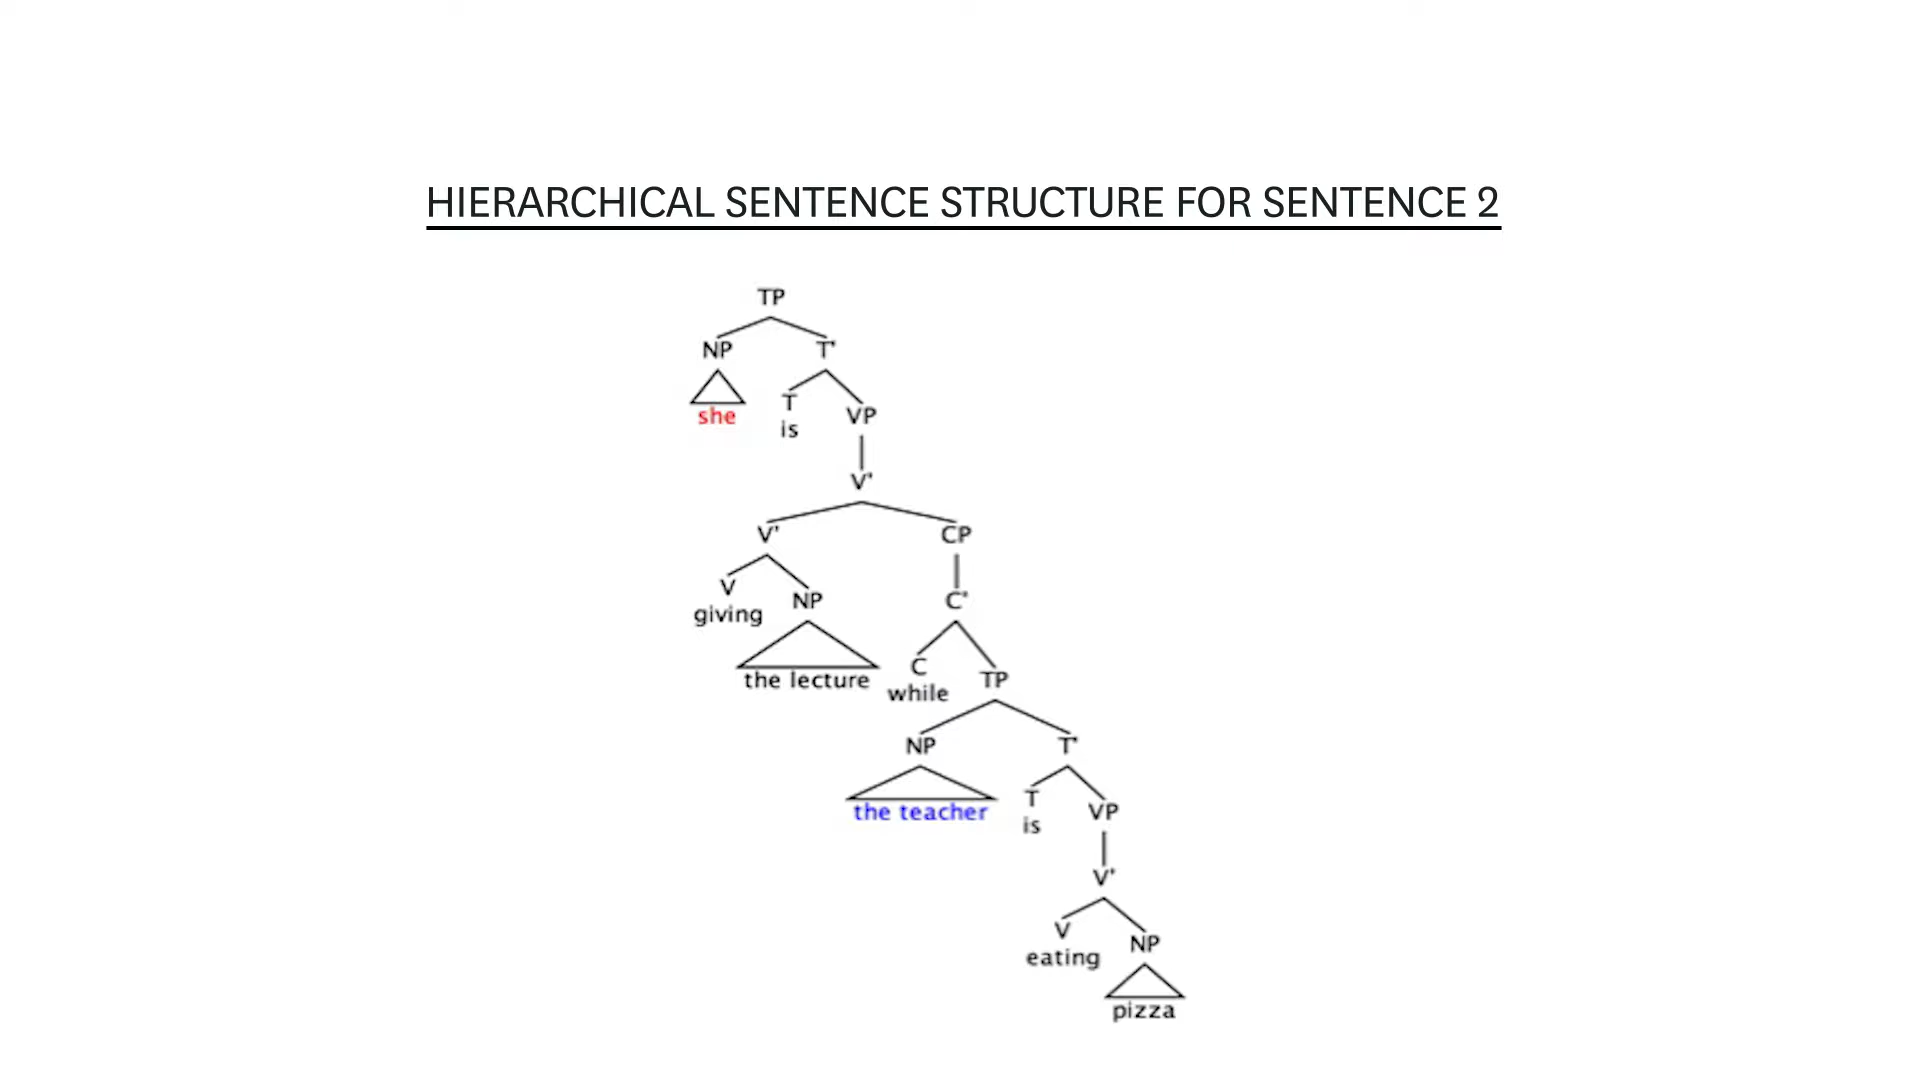 HIERARCHICAL SENTENCE STRUCTURE FOR SENTENCE 2
TP
NP T'
she T VP
is
V'
V' CP
V NP C'
giving
the lecture C TP
while
NP T'
the teacher T VP
is
V'
V NP
eating
pizza